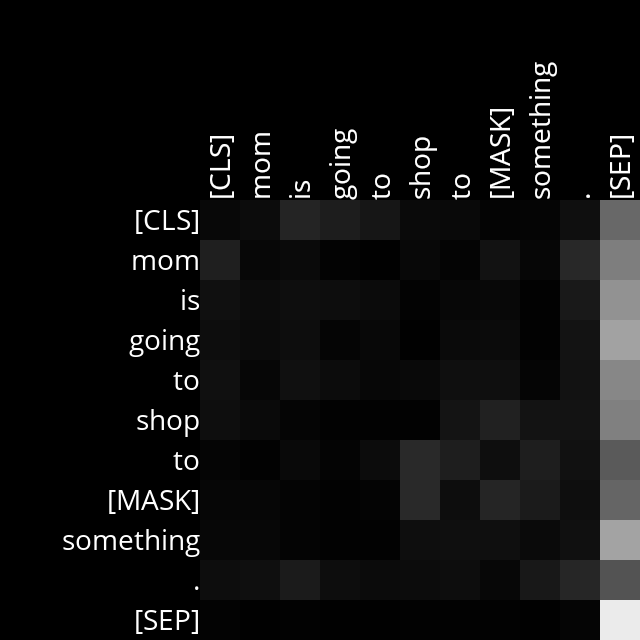 [CLS] mom is going to shop to [MASK] something . [SEP]
[CLS]
mom
is
going
to
shop
to
[MASK]
something
.
[SEP]